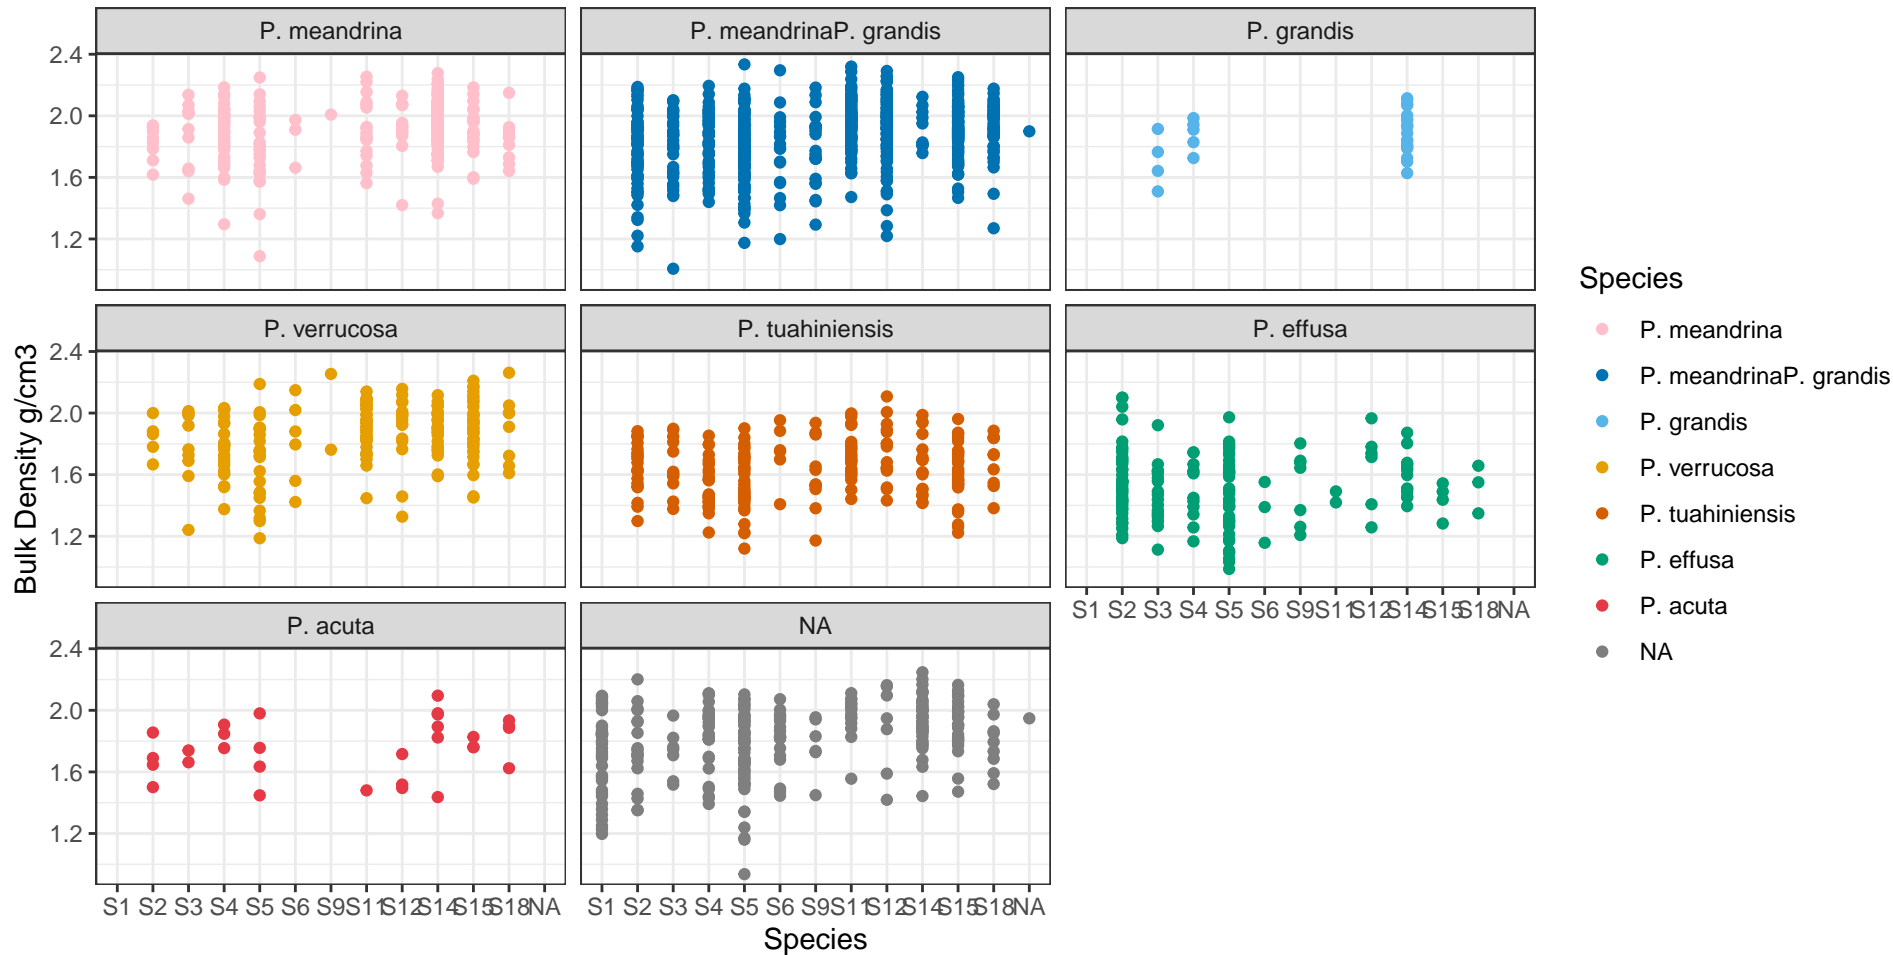 P. meandrina
P. meandrinaP. grandis
P. grandis
2.4
2.0
1.6
1.2
P. verrucosa
P. tuahiniensis
P. effusa
2.4
2.0
1.6
1.2
S1 S2 S3 S4 S5 S6 S9 S11 S12 S14 S15 S18 NA
P. acuta
NA
2.4
2.0
1.6
1.2
S1 S2 S3 S4 S5 S6 S9 S11 S12 S14 S15 S18 NA
S1 S2 S3 S4 S5 S6 S9 S11 S12 S14 S15 S18 NA
Species
Bulk Density g/cm3
Species
P. meandrina
P. meandrinaP. grandis
P. grandis
P. verrucosa
P. tuahiniensis
P. effusa
P. acuta
NA